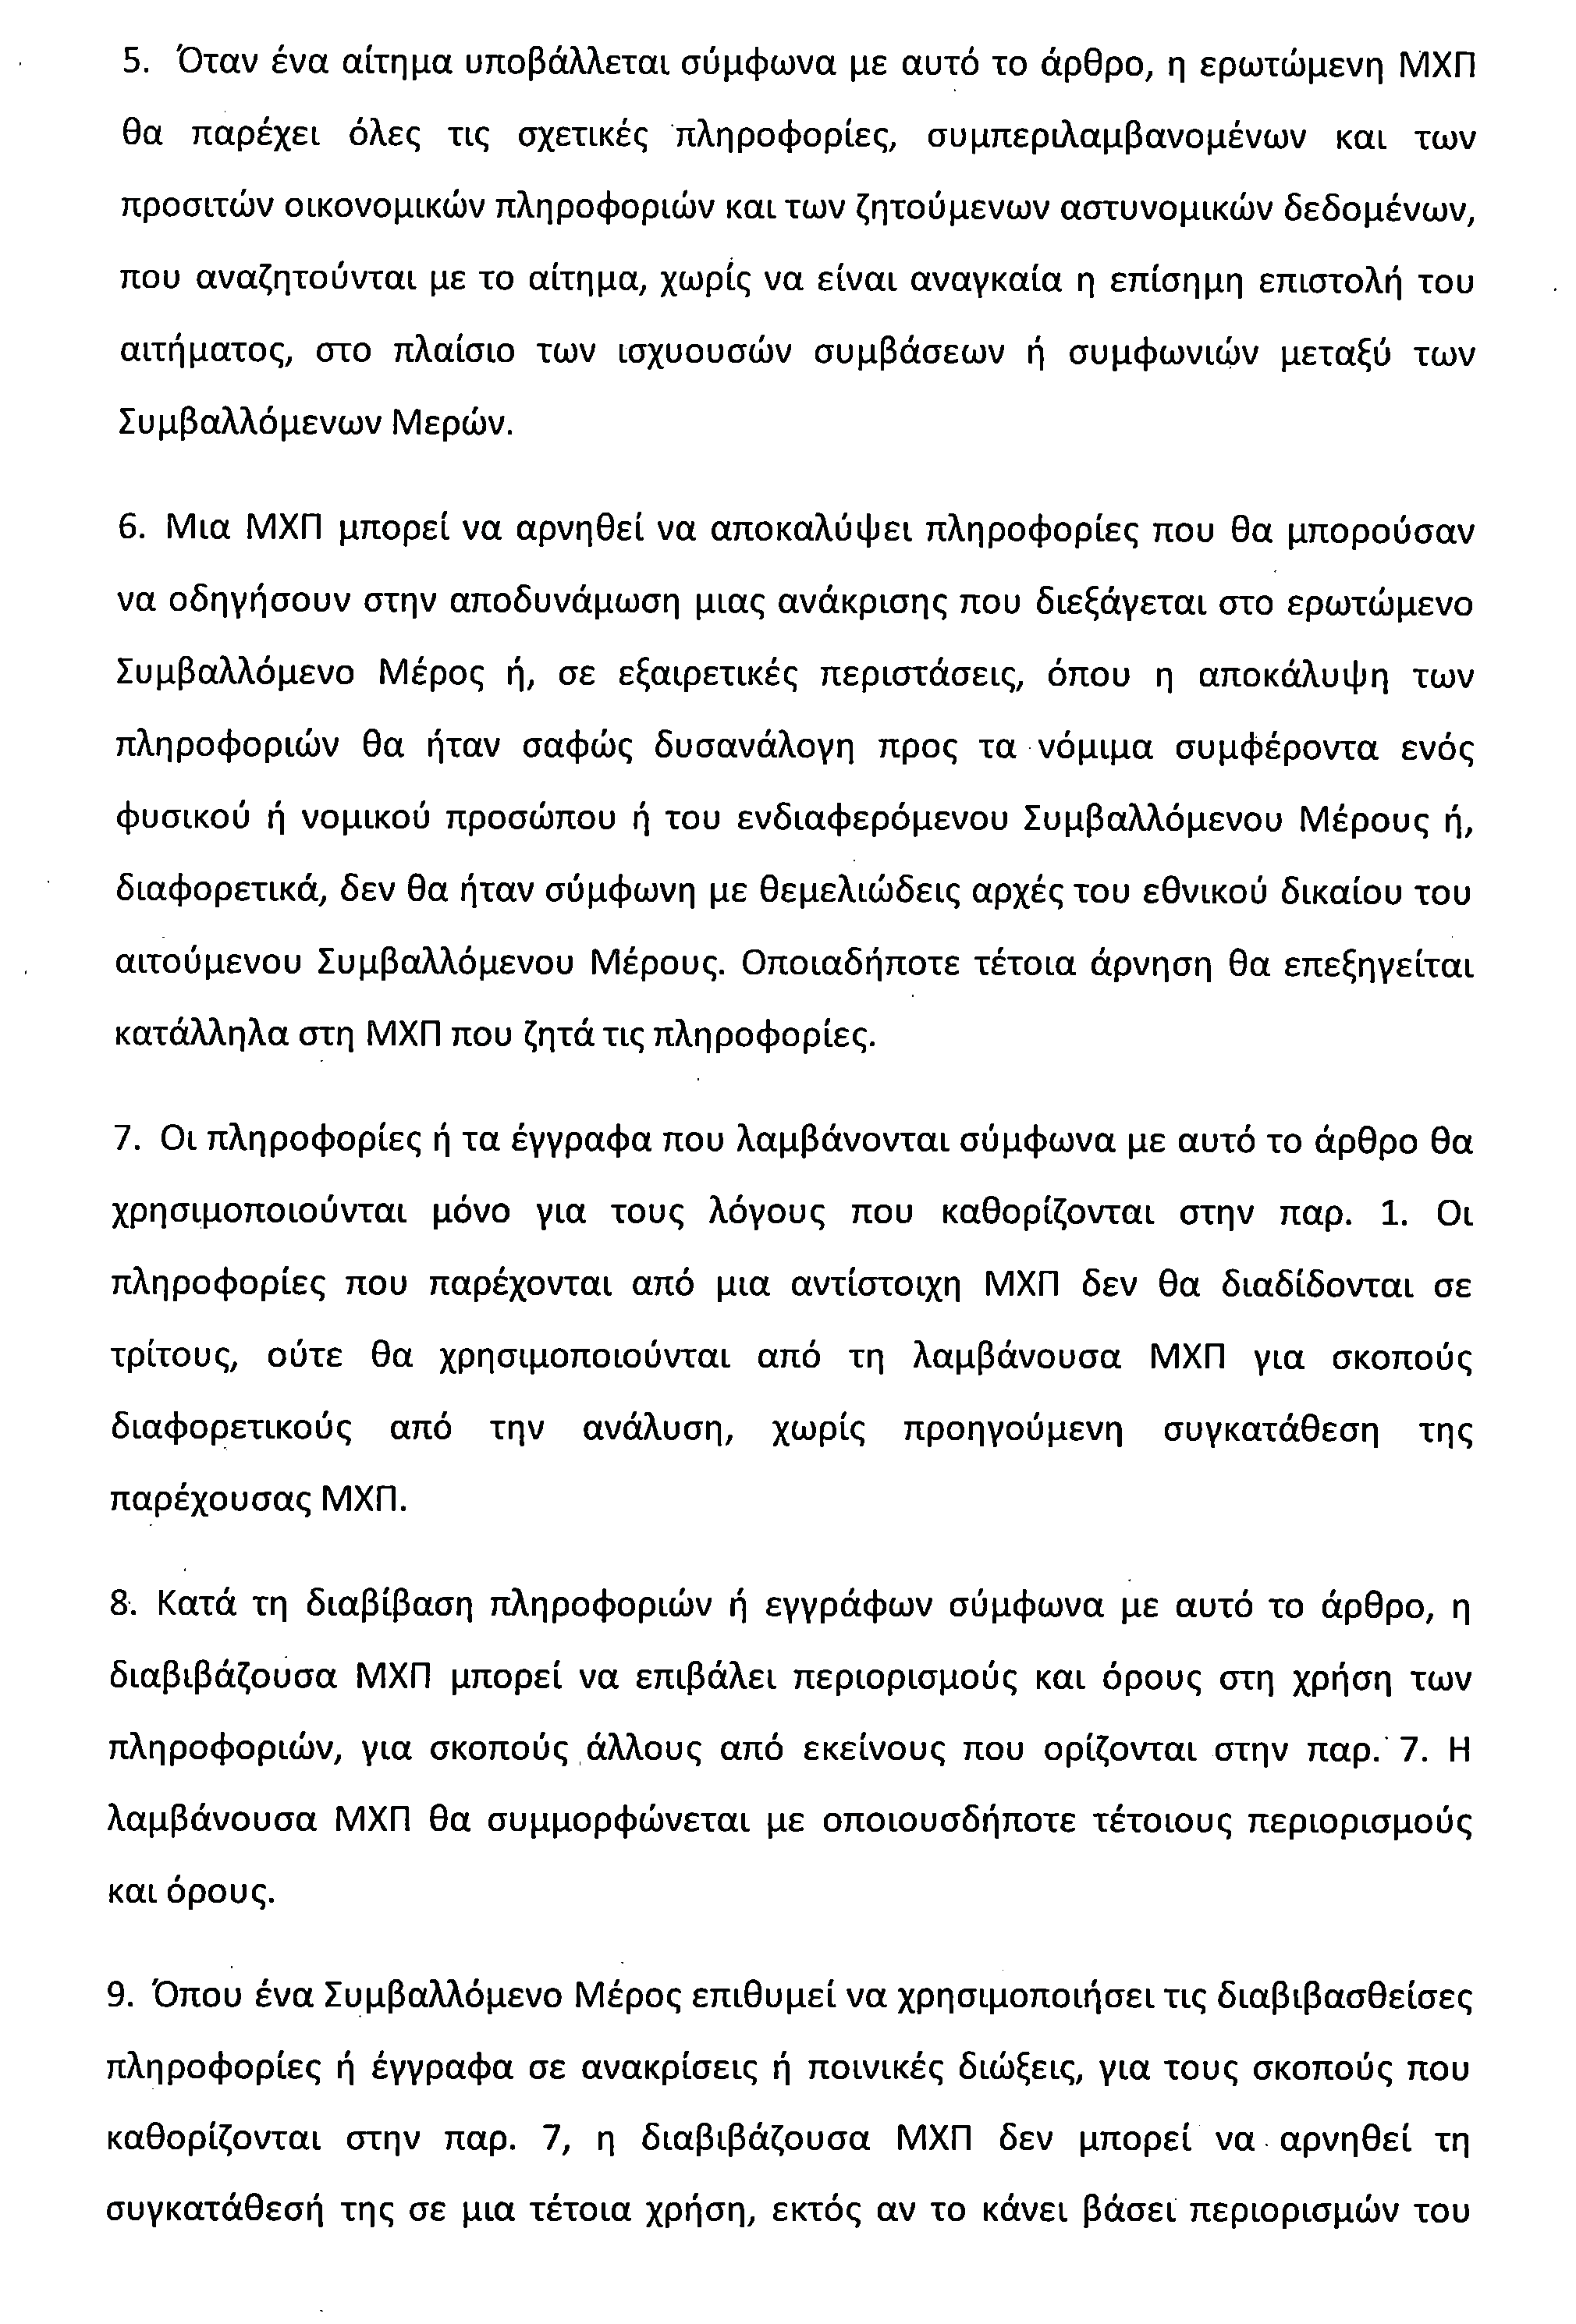 5. Όταν ένα αίτημα υποβάλλεται σύμφωνα με αυτό το άρθρο, η ερωτώμενη ΜΧΠ
θα παρέχει όλες τις σχετικές πληροφορίες, συμπεριλαμβανομένων και των
προσιτών οικονομικών πληροφοριών και των ζητούμενων αστυνομικών δεδομένων,
που αναζητούνται με το αίτημα, χωρίς να είναι αναγκαία η επίσημη επιστολή του
αιτήματος, στο πλαίσιο των ισχυουσών συμβάσεων ή συμφωνιών μεταξύ των
Συμβαλλόμενων Μερών.
6. Μια ΜΧΠ μπορεί να αρνηθεί να αποκαλύψει πληροφορίες που θα μπορούσαν
να οδηγήσουν στην αποδυνάμωση μιας ανάκρισης που διεξάγεται στο ερωτώμενο
Συμβαλλόμενο Μέρος ή, σε εξαιρετικές περιστάσεις, όπου η αποκάλυψη των
πληροφοριών θα ήταν σαφώς δυσανάλογη προς τα νόμιμα συμφέροντα ενός
φυσικού ή νομικού προσώπου ή του ενδιαφερόμενου Συμβαλλόμενου Μέρους ή,
διαφορετικά, δεν θα ήταν σύμφωνη με θεμελιώδεις αρχές του εθνικού δικαίου του
αιτούμενου Συμβαλλόμενου Μέρους. Οποιαδήποτε τέτοια άρνηση θα επεξηγείται
κατάλληλα στη ΜΧΠ που ζητά τις πληροφορίες.
7. Οι πληροφορίες ή τα έγγραφα που λαμβάνονται σύμφωνα με αυτό το άρθρο θα
χρησιμοποιούνται μόνο για τους λόγους που καθορίζονται στην παρ. 1. Οι
πληροφορίες που παρέχονται από μια αντίστοιχη ΜΧΠ δεν θα διαδίδονται σε
τρίτους, ούτε θα χρησιμοποιούνται από τη λαμβάνουσα ΜΧΠ για σκοπούς
διαφορετικούς από την ανάλυση, χωρίς προηγούμενη συγκατάθεση της
παρέχουσας ΜΧΠ.
8. Κατά τη διαβίβαση πληροφοριών ή εγγράφων σύμφωνα με αυτό το άρθρο, η
διαβιβάζουσα ΜΧΠ μπορεί να επιβάλει περιορισμούς και όρους στη χρήση των
πληροφοριών, για σκοπούς άλλους από εκείνους που ορίζονται στην παρ. 7. Η
λαμβάνουσα ΜΧΠ θα συμμορφώνεται με οποιουσδήποτε τέτοιους περιορισμούς
και όρους.
9. Όπου ένα Συμβαλλόμενο Μέρος επιθυμεί να χρησιμοποιήσει τις διαβιβασθείσες
πληροφορίες ή έγγραφα σε ανακρίσεις ή ποινικές διώξεις, για τους σκοπούς που
καθορίζονται στην παρ. 7, η διαβιβάζουσα ΜΧΠ δεν μπορεί να αρνηθεί τη
συγκατάθεσή της σε μια τέτοια χρήση, εκτός αν το κάνει βάσει περιορισμών του